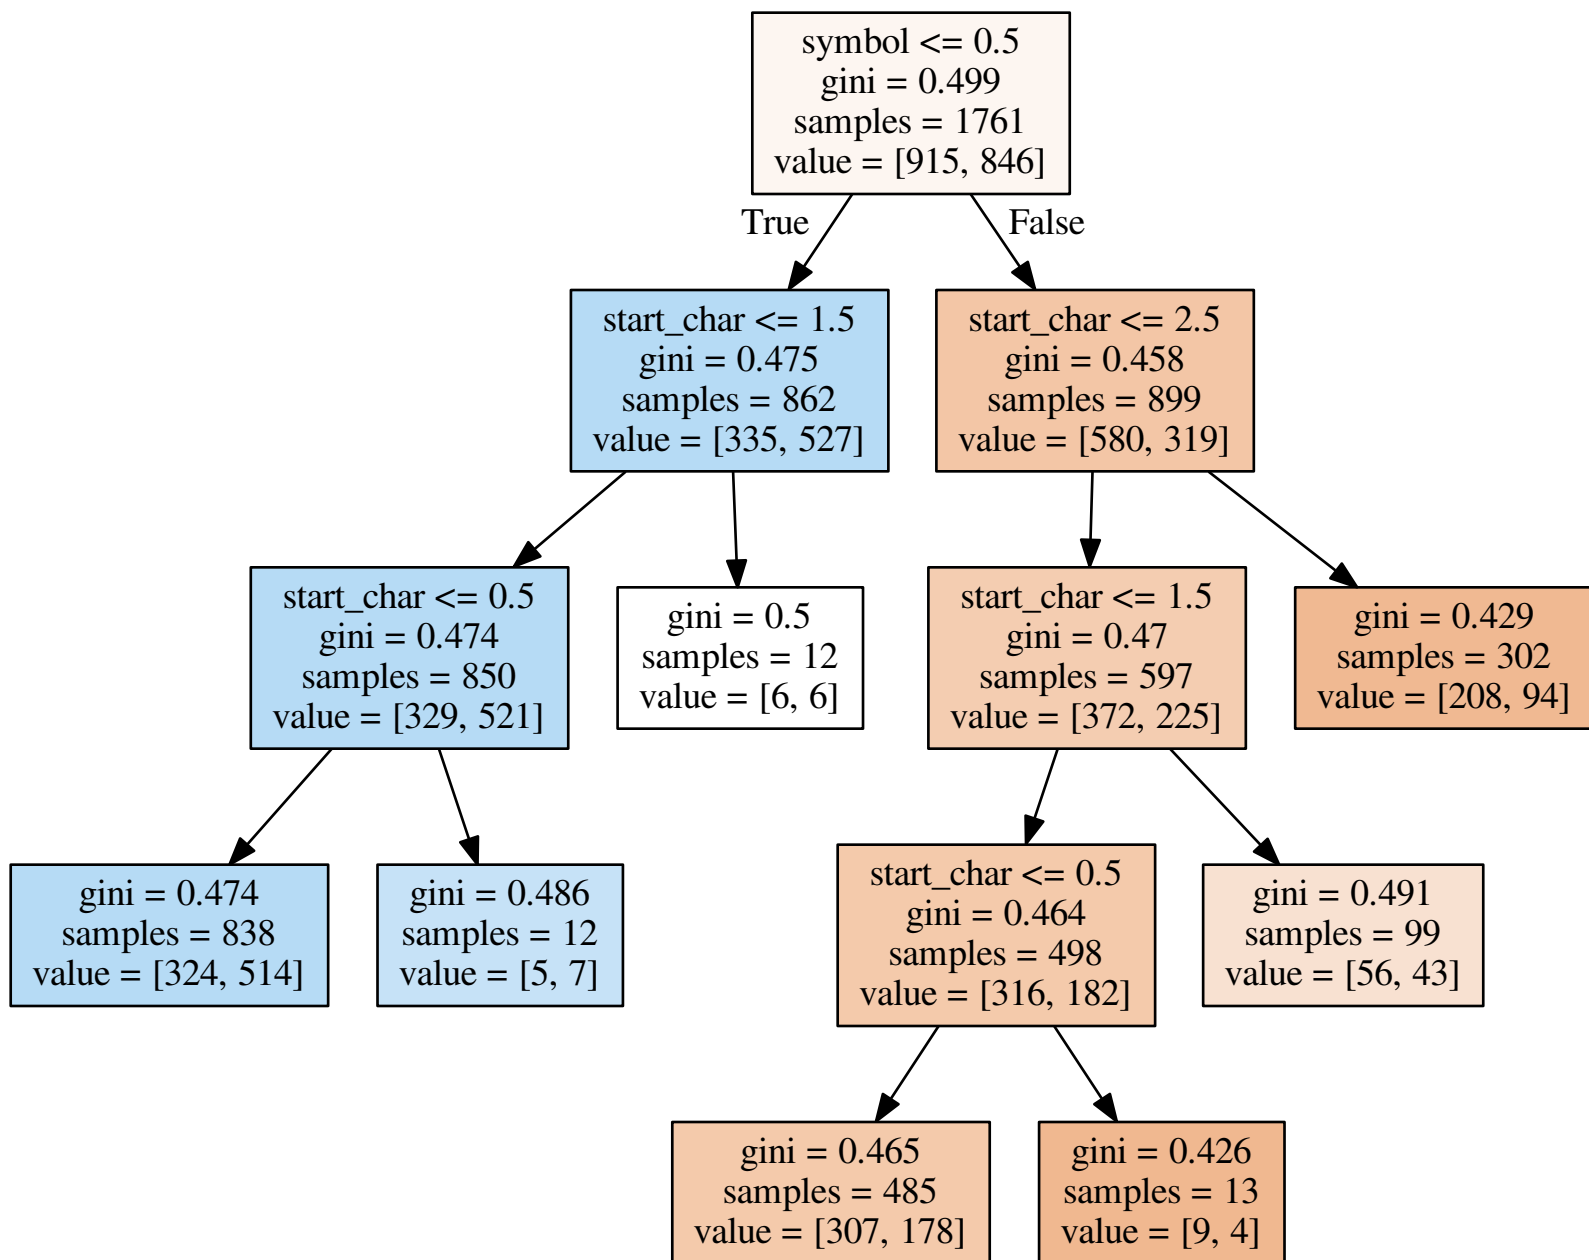 symbol <= 0.5
gini = 0.499
samples = 1761
value = [915, 846]
True
False
start_char <= 1.5
gini = 0.475
samples = 862
value = [335, 527]
start_char <= 2.5
gini = 0.458
samples = 899
value = [580, 319]
start_char <= 0.5
gini = 0.474
samples = 850
value = [329, 521]
gini = 0.5
samples = 12
value = [6, 6]
start_char <= 1.5
gini = 0.47
samples = 597
value = [372, 225]
gini = 0.429
samples = 302
value = [208, 94]
gini = 0.474
samples = 838
value = [324, 514]
gini = 0.486
samples = 12
value = [5, 7]
start_char <= 0.5
gini = 0.464
samples = 498
value = [316, 182]
gini = 0.491
samples = 99
value = [56, 43]
gini = 0.465
samples = 485
value = [307, 178]
gini = 0.426
samples = 13
value = [9, 4]